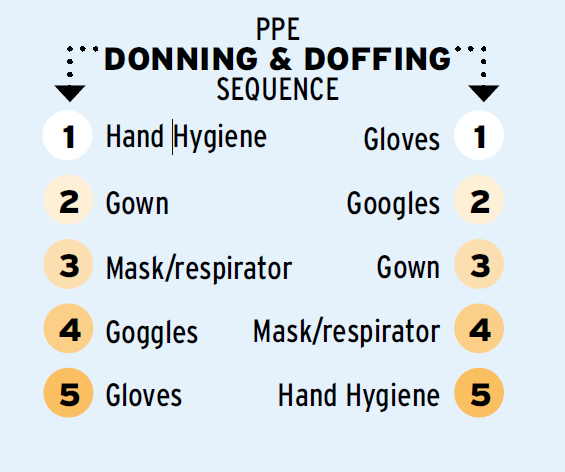 PPE
DONNING & DOFFING
SEQUENCE
1 Hand Hygiene
2 Gown
3 Mask/respirator
4 Goggles
5 Gloves
Gloves 1
Googles 2
Gown 3
Mask/respirator 4
Hand Hygiene 5